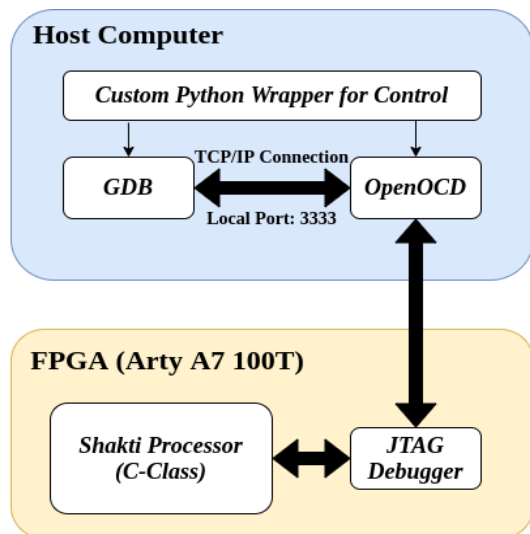 Host Computer
Custom Python Wrapper for Control
TCP/IP Connection
GDB
OpenOCD
Local Port: 3333
FPGA (Arty A7 100T)
Shakti Processor
(C-Class)
JTAG
Debugger